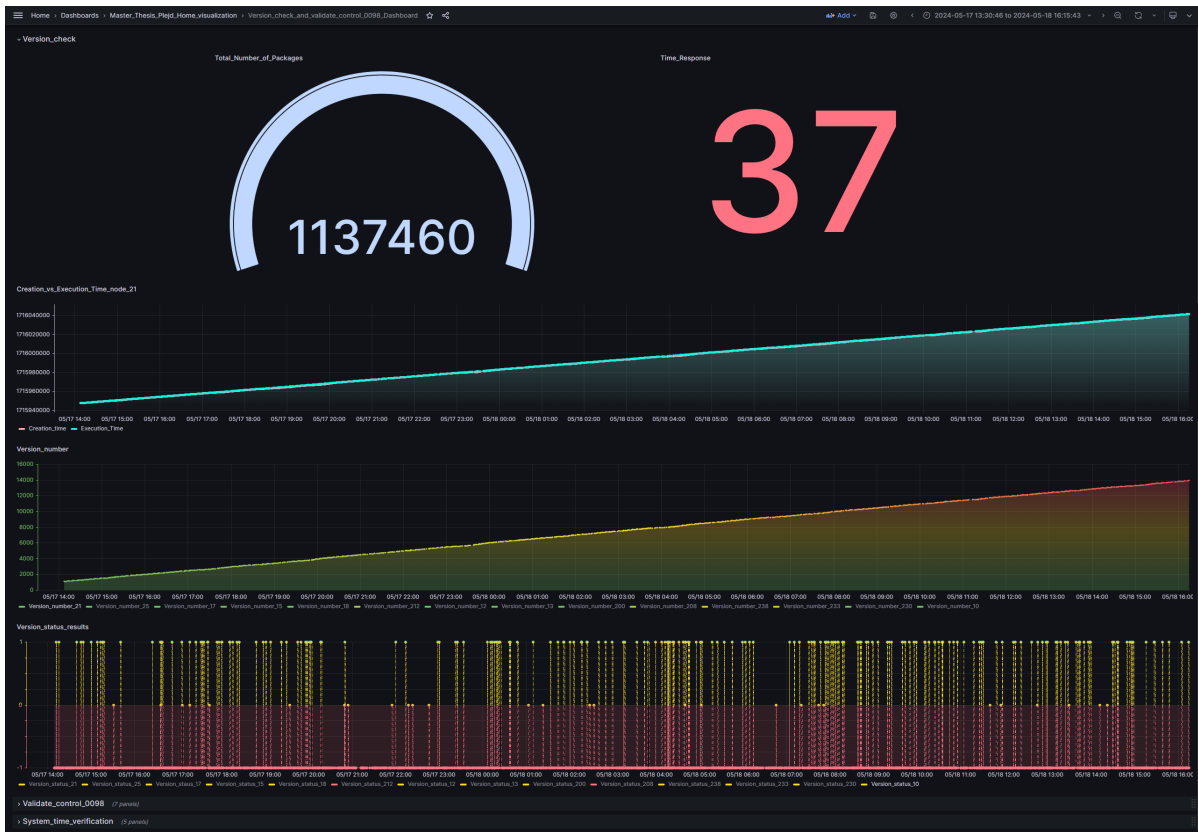 Home › Dashboards › Master_Thesis_Plejd_Home_visualization › Version_check_and_validate_control_0098_Dashboard
Add
2024-05-17 13:30:46 to 2024-05-18 16:15:43
Version_check
Total_Number_of_Packages
Time_Response
1137460
37
Creation_vs_Execution_Time_node_21
1716040000
1716020000
1716000000
1715980000
1715960000
1715940000
05/17 14:00 05/17 15:00 05/17 16:00 05/17 17:00 05/17 18:00 05/17 19:00 05/17 20:00 05/17 21:00 05/17 22:00 05/17 23:00 05/18 00:00 05/18 01:00 05/18 02:00 05/18 03:00 05/18 04:00 05/18 05:00 05/18 06:00 05/18 07:00 05/18 08:00 05/18 09:00 05/18 10:00 05/18 11:00 05/18 12:00 05/18 13:00 05/18 14:00 05/18 15:00 05/18 16:00
Creation_time Execution_Time
Version_number
16000
14000
12000
10000
8000
6000
4000
2000
0
05/17 14:00 05/17 15:00 05/17 16:00 05/17 17:00 05/17 18:00 05/17 19:00 05/17 20:00 05/17 21:00 05/17 22:00 05/17 23:00 05/18 00:00 05/18 01:00 05/18 02:00 05/18 03:00 05/18 04:00 05/18 05:00 05/18 06:00 05/18 07:00 05/18 08:00 05/18 09:00 05/18 10:00 05/18 11:00 05/18 12:00 05/18 13:00 05/18 14:00 05/18 15:00 05/18 16:00
Version_number_21 Version_number_25 Version_number_17 Version_number_15 Version_number_18 Version_number_212 Version_number_12 Version_number_13 Version_number_200 Version_number_208 Version_number_238 Version_number_233 Version_number_230 Version_number_10
Version_status_results
1
0
-1
05/17 14:00 05/17 15:00 05/17 16:00 05/17 17:00 05/17 18:00 05/17 19:00 05/17 20:00 05/17 21:00 05/17 22:00 05/17 23:00 05/18 00:00 05/18 01:00 05/18 02:00 05/18 03:00 05/18 04:00 05/18 05:00 05/18 06:00 05/18 07:00 05/18 08:00 05/18 09:00 05/18 10:00 05/18 11:00 05/18 12:00 05/18 13:00 05/18 14:00 05/18 15:00 05/18 16:00
Version_status_21 Version_status_25 Version_status_17 Version_status_15 Version_status_18 Version_status_212 Version_status_12 Version_status_13 Version_status_200 Version_status_208 Version_status_238 Version_status_233 Version_status_230 Version_status_10
Validate_control_0098 (7 panels)
System_time_verification (5 panels)